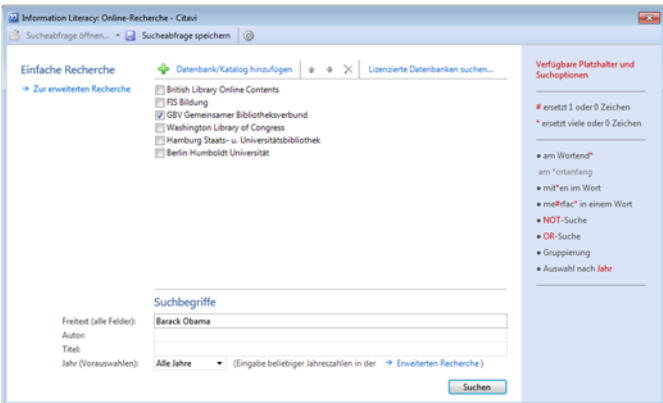 Information Literacy: Online-Recherche - Citavi
Sucheabfrage öffnen... Sucheabfrage speichern
Einfache Recherche
→ Zur erweiterten Recherche
Datenbank/Katalog hinzufügen Lizenzierte Datenbanken suchen...
British Library Online Contents
FIS Bildung
GBV Gemeinsamer Bibliotheksverbund
Washington Library of Congress
Hamburg Staats- u. Universitätsbibliothek
Berlin Humboldt Universität
Suchbegriffe
Freitext (alle Felder): Barack Obama
Autor:
Titel:
Jahr (Vorauswahlen): Alle Jahre (Eingabe beliebiger Jahreszahlen in der → Erweiterten Recherche)
Suchen
Verfügbare Platzhalter und
Suchoptionen
# ersetzt 1 oder 0 Zeichen
* ersetzt viele oder 0 Zeichen
• am Wortend*
am *ortanfang
• mit*en im Wort
• me#rfac* in einem Wort
• NOT-Suche
• OR-Suche
• Gruppierung
• Auswahl nach Jahr